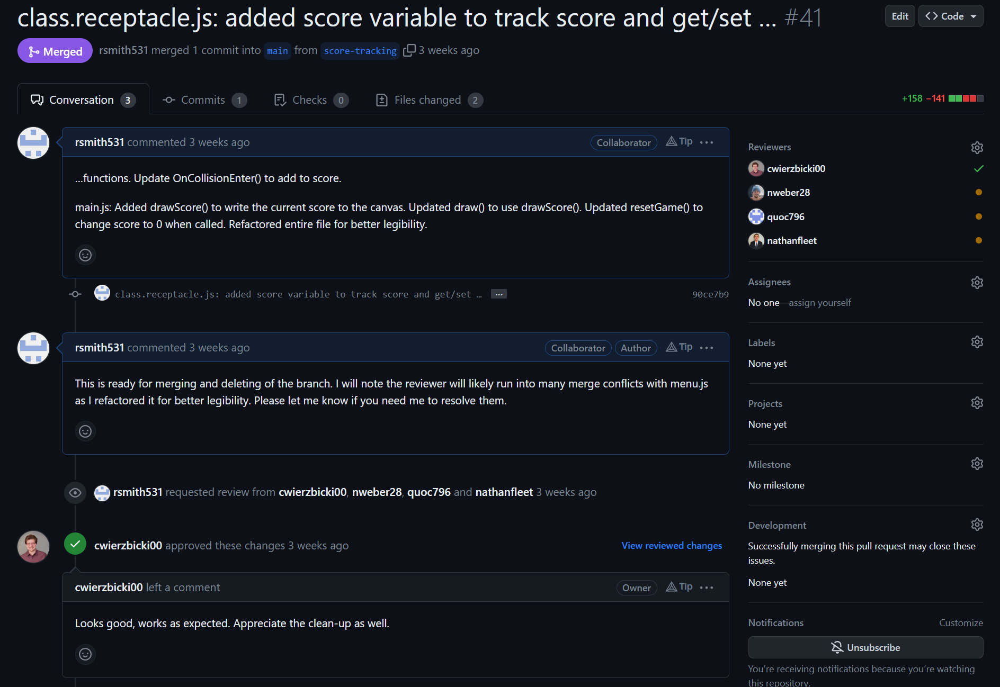 class.receptacle.js: added score variable to track score and get/set ... #41
Edit
Code
Merged
rsmith531 merged 1 commit into main from score-tracking 3 weeks ago
Conversation 3
Commits 1
Checks 0
Files changed 2
+158 −141
rsmith531 commented 3 weeks ago
Collaborator
Tip
...functions. Update OnCollisionEnter() to add to score.
main.js: Added drawScore() to write the current score to the canvas. Updated draw() to use drawScore(). Updated resetGame() to
change score to 0 when called. Refactored entire file for better legibility.
class.receptacle.js: added score variable to track score and get/set …
...
90ce7b9
rsmith531 commented 3 weeks ago
Collaborator
Author
Tip
This is ready for merging and deleting of the branch. I will note the reviewer will likely run into many merge conflicts with menu.js
as I refactored it for better legibility. Please let me know if you need me to resolve them.
rsmith531 requested review from cwierzbicki00, nweber28, quoc796 and nathanfleet 3 weeks ago
cwierzbicki00 approved these changes 3 weeks ago
View reviewed changes
cwierzbicki00 left a comment
Owner
Tip
Looks good, works as expected. Appreciate the clean-up as well.
Reviewers
cwierzbicki00
nweber28
quoc796
nathanfleet
Assignees
No one—assign yourself
Labels
None yet
Projects
None yet
Milestone
No milestone
Development
Successfully merging this pull request may close these
issues.
None yet
Notifications
Customize
Unsubscribe
You're receiving notifications because you're watching
this repository.